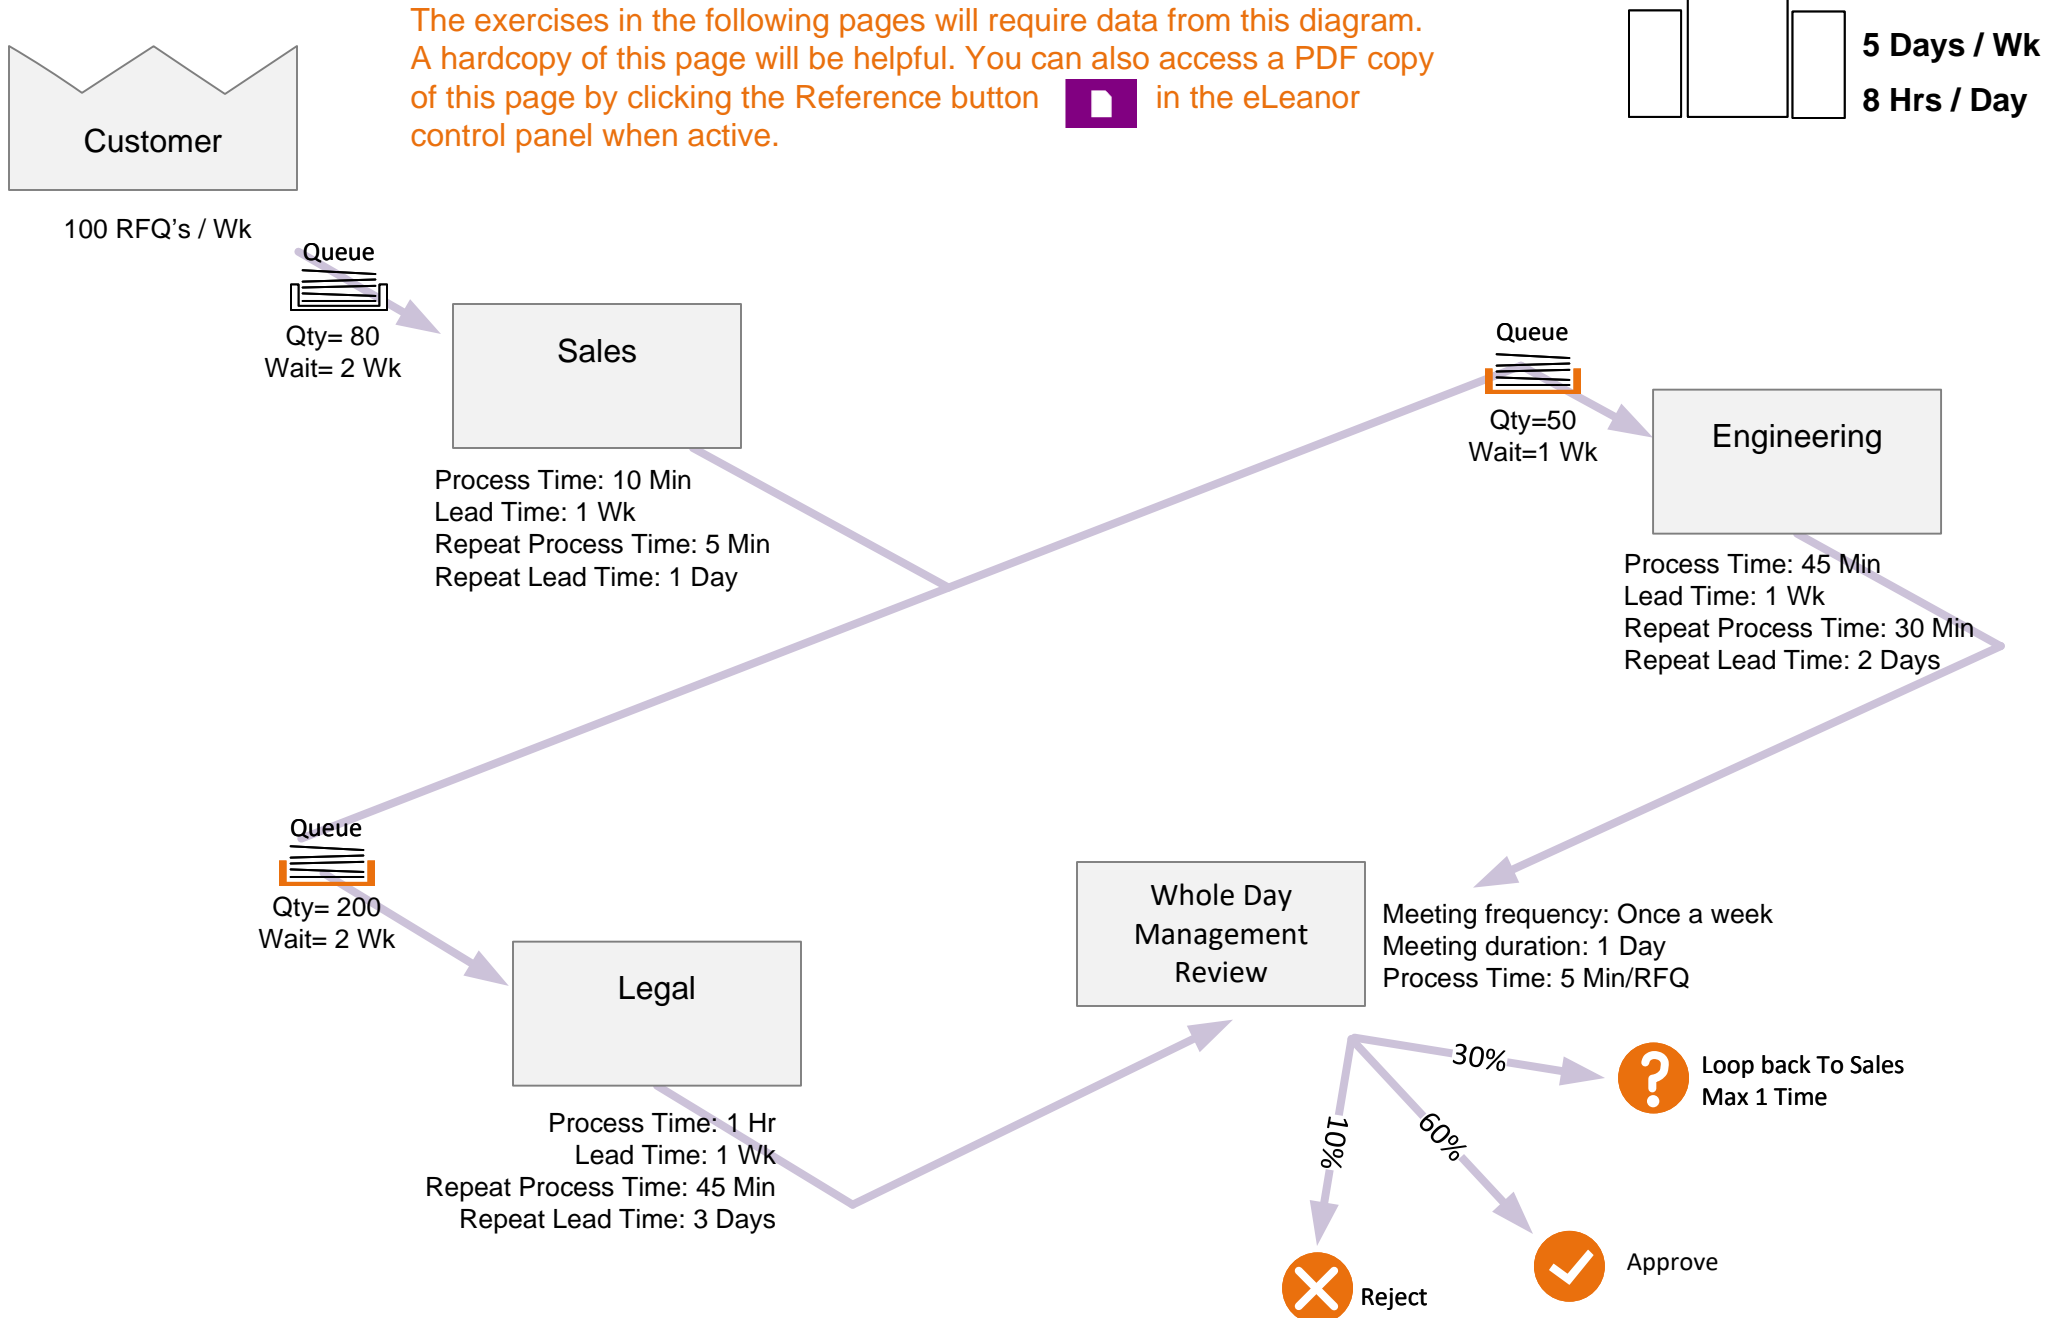 The exercises in the following pages will require data from this diagram.
A hardcopy of this page will be helpful. You can also access a PDF copy
of this page by clicking the Reference button in the eLeanor
control panel when active.
5 Days / Wk
8 Hrs / Day
Customer
100 RFQ’s / Wk
Queue
Qty= 80
Wait= 2 Wk
Sales
Process Time: 10 Min
Lead Time: 1 Wk
Repeat Process Time: 5 Min
Repeat Lead Time: 1 Day
Queue
Qty=50
Wait=1 Wk
Engineering
Process Time: 45 Min
Lead Time: 1 Wk
Repeat Process Time: 30 Min
Repeat Lead Time: 2 Days
Queue
Qty= 200
Wait= 2 Wk
Legal
Process Time: 1 Hr
Lead Time: 1 Wk
Repeat Process Time: 45 Min
Repeat Lead Time: 3 Days
Whole Day
Management
Review
Meeting frequency: Once a week
Meeting duration: 1 Day
Process Time: 5 Min/RFQ
30%
?
Loop back To Sales
Max 1 Time
10%
60%
Approve
Reject